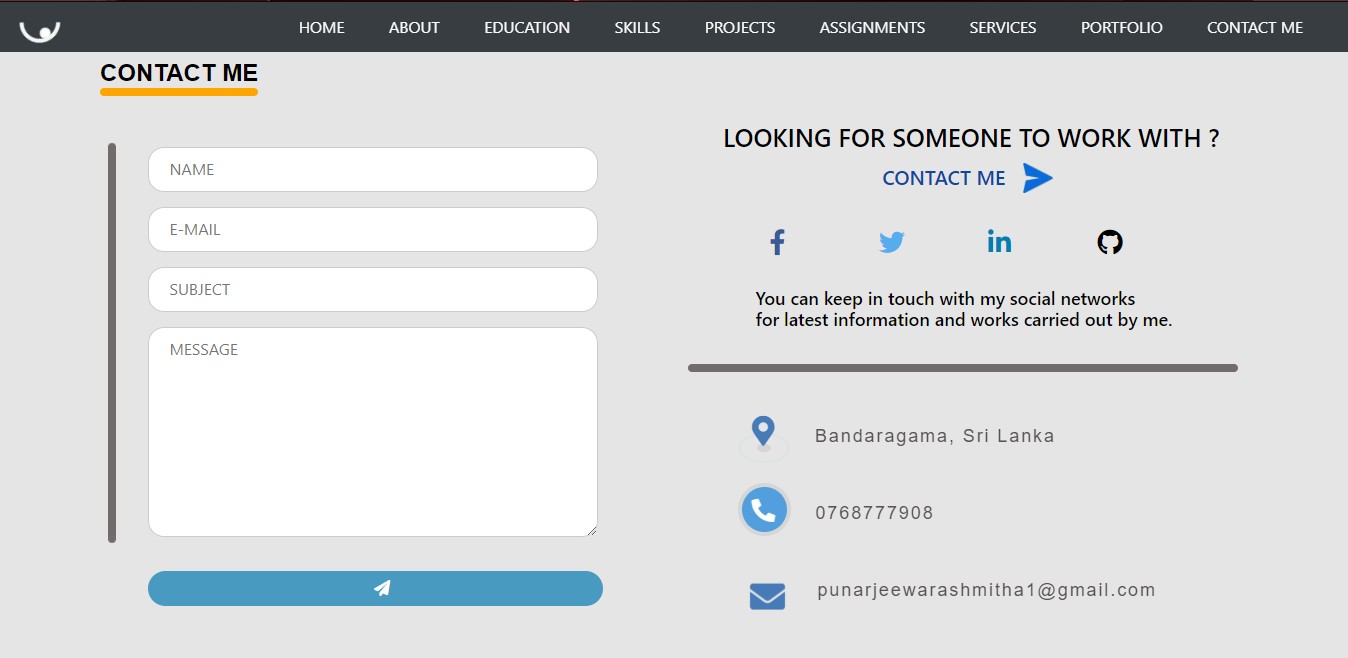 HOME ABOUT EDUCATION SKILLS PROJECTS ASSIGNMENTS SERVICES PORTFOLIO CONTACT ME
CONTACT ME
NAME
E-MAIL
SUBJECT
MESSAGE
LOOKING FOR SOMEONE TO WORK WITH ?
CONTACT ME
You can keep in touch with my social networks
for latest information and works carried out by me.
Bandaragama, Sri Lanka
0768777908
punarjeewarashmitha1@gmail.com